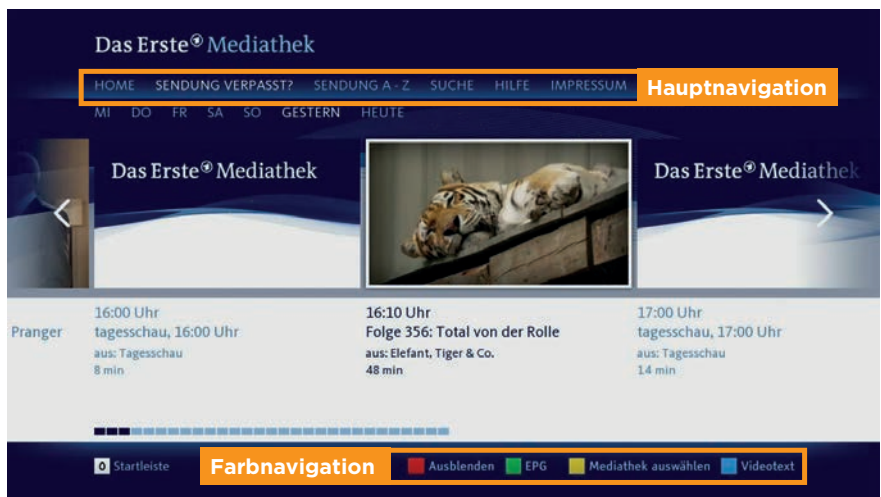 Das Erste Mediathek
HOME SENDUNG VERPASST? SENDUNG A - Z SUCHE HILFE IMPRESSUM Hauptnavigation
MI DO FR SA SO GESTERN HEUTE
Das Erste Mediathek Das Erste Mediathek
16:00 Uhr 16:10 Uhr 17:00 Uhr
Pranger tagesschau, 16:00 Uhr Folge 356: Total von der Rolle tagesschau, 17:00 Uhr
aus: Tagesschau aus: Elefant, Tiger & Co. aus: Tagesschau
8 min 48 min 14 min
0 Startleiste Farbnavigation Ausblenden EPG Mediathek auswählen Videotext